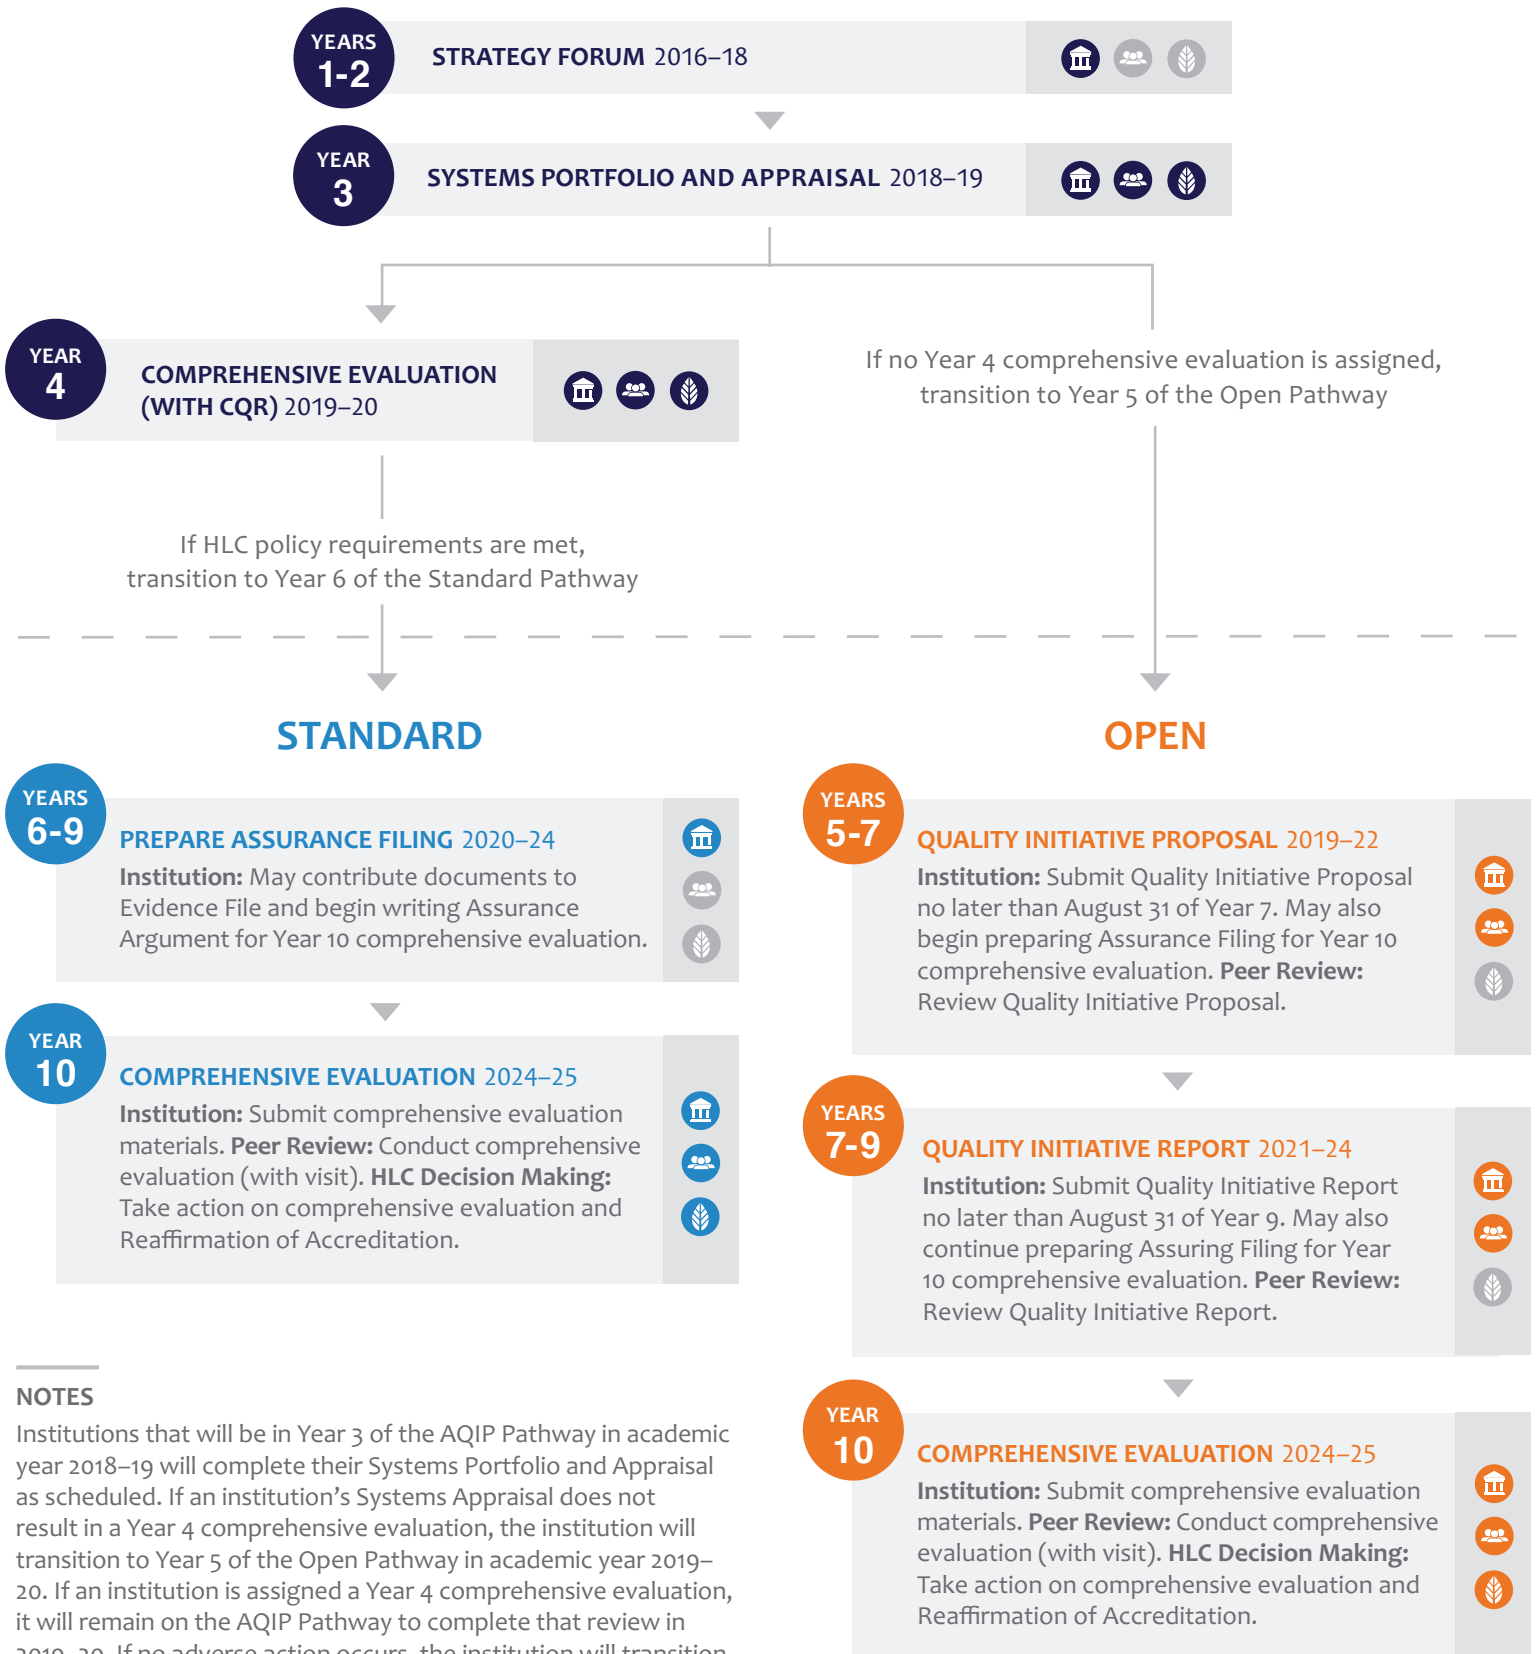 YEARS
1-2
STRATEGY FORUM 2016–18
YEAR
3
SYSTEMS PORTFOLIO AND APPRAISAL 2018–19
YEAR
4
COMPREHENSIVE EVALUATION
(WITH CQR) 2019–20
If no Year 4 comprehensive evaluation is assigned,
transition to Year 5 of the Open Pathway
If HLC policy requirements are met,
transition to Year 6 of the Standard Pathway
STANDARD
YEARS
6-9
PREPARE ASSURANCE FILING 2020–24
Institution: May contribute documents to
Evidence File and begin writing Assurance
Argument for Year 10 comprehensive evaluation.
YEAR
10
COMPREHENSIVE EVALUATION 2024–25
Institution: Submit comprehensive evaluation
materials. Peer Review: Conduct comprehensive
evaluation (with visit). HLC Decision Making:
Take action on comprehensive evaluation and
Reaffirmation of Accreditation.
OPEN
YEARS
5-7
QUALITY INITIATIVE PROPOSAL 2019–22
Institution: Submit Quality Initiative Proposal
no later than August 31 of Year 7. May also
begin preparing Assurance Filing for Year 10
comprehensive evaluation. Peer Review:
Review Quality Initiative Proposal.
YEARS
7-9
QUALITY INITIATIVE REPORT 2021–24
Institution: Submit Quality Initiative Report
no later than August 31 of Year 9. May also
continue preparing Assuring Filing for Year
10 comprehensive evaluation. Peer Review:
Review Quality Initiative Report.
YEAR
10
COMPREHENSIVE EVALUATION 2024–25
Institution: Submit comprehensive evaluation
materials. Peer Review: Conduct comprehensive
evaluation (with visit). HLC Decision Making:
Take action on comprehensive evaluation and
Reaffirmation of Accreditation.
NOTES
Institutions that will be in Year 3 of the AQIP Pathway in academic
year 2018–19 will complete their Systems Portfolio and Appraisal
as scheduled. If an institution's Systems Appraisal does not
result in a Year 4 comprehensive evaluation, the institution will
transition to Year 5 of the Open Pathway in academic year 2019–
20. If an institution is assigned a Year 4 comprehensive evaluation,
it will remain on the AQIP Pathway to complete that review in
2019–20. If no adverse action occurs, the institution will transition